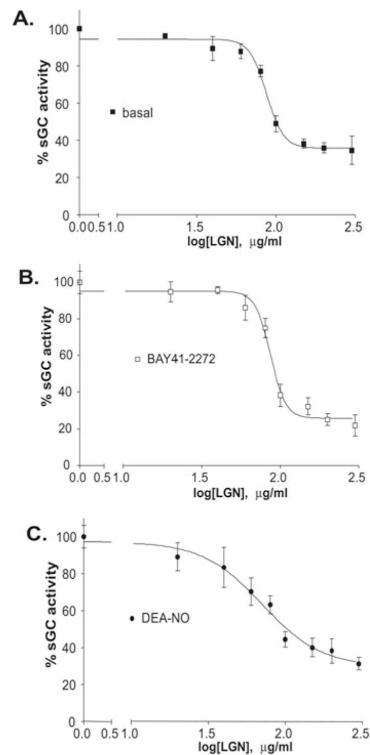 A.
% sGC activity
100
80
60
40
20
0
basal
0.0 0.5 1.0 1.5 2.0 2.5
log[LGN], µg/ml
B.
% sGC activity
100
80
60
40
20
0
BAY41-2272
0.0 0.5 1.0 1.5 2.0 2.5
log[LGN], µg/ml
C.
% sGC activity
100
80
60
40
20
0
DEA-NO
0.0 0.5 1.0 1.5 2.0 2.5
log[LGN], µg/ml